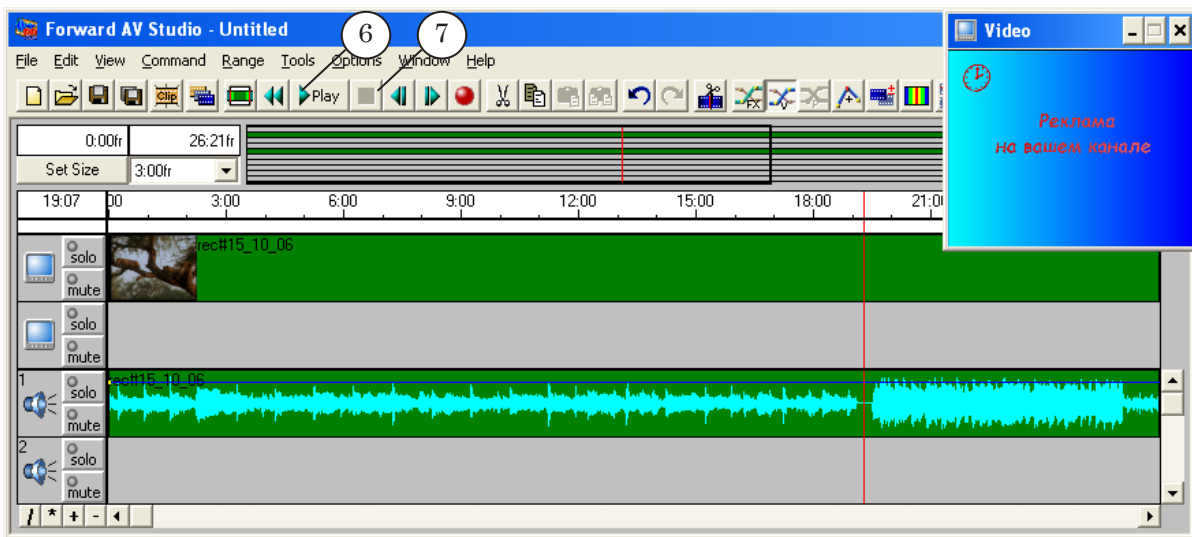 Forward AV Studio - Untitled
6
7
Video
File Edit View Command Range Tools Options Window Help
Clip
Play
FX
Реклама
на вашем канале
0:00fr 26:21fr
Set Size 3:00fr
19:07 00 3:00 6:00 9:00 12:00 15:00 18:00 21:0
solo rec#15_10_06
mute
solo
mute
1 solo rec#15_10_06
mute
2 solo
mute
/ * + -